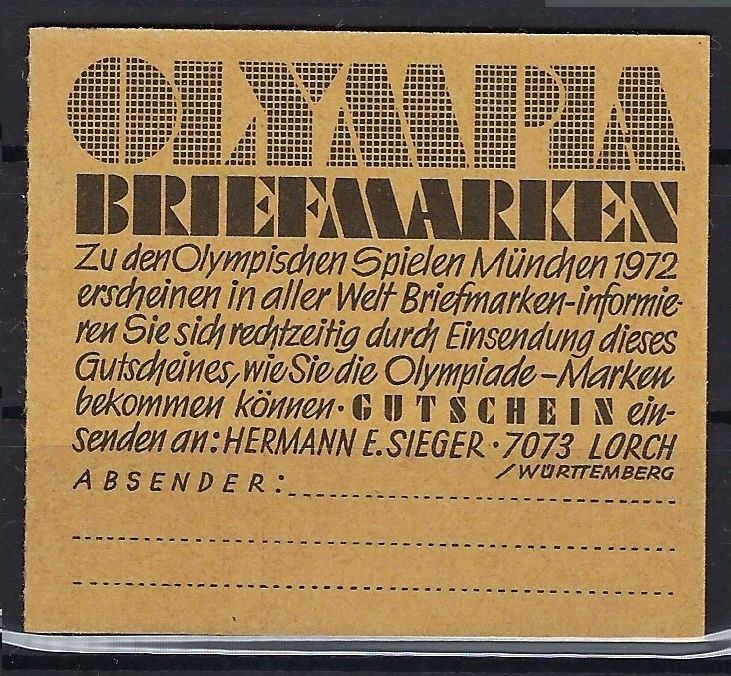 OLYMPIA
BRIEFMARKEN
Zu den Olympischen Spielen München 1972
erscheinen in aller Welt Briefmarken-informie-
ren Sie sich rechtzeitig durch Einsendung dieses
Gutscheines, wie Sie die Olympiade-Marken
bekommen können · GUTSCHEIN ein-
senden an: HERMANN E. SIEGER · 7073 LORCH
/WÜRTTEMBERG
ABSENDER: